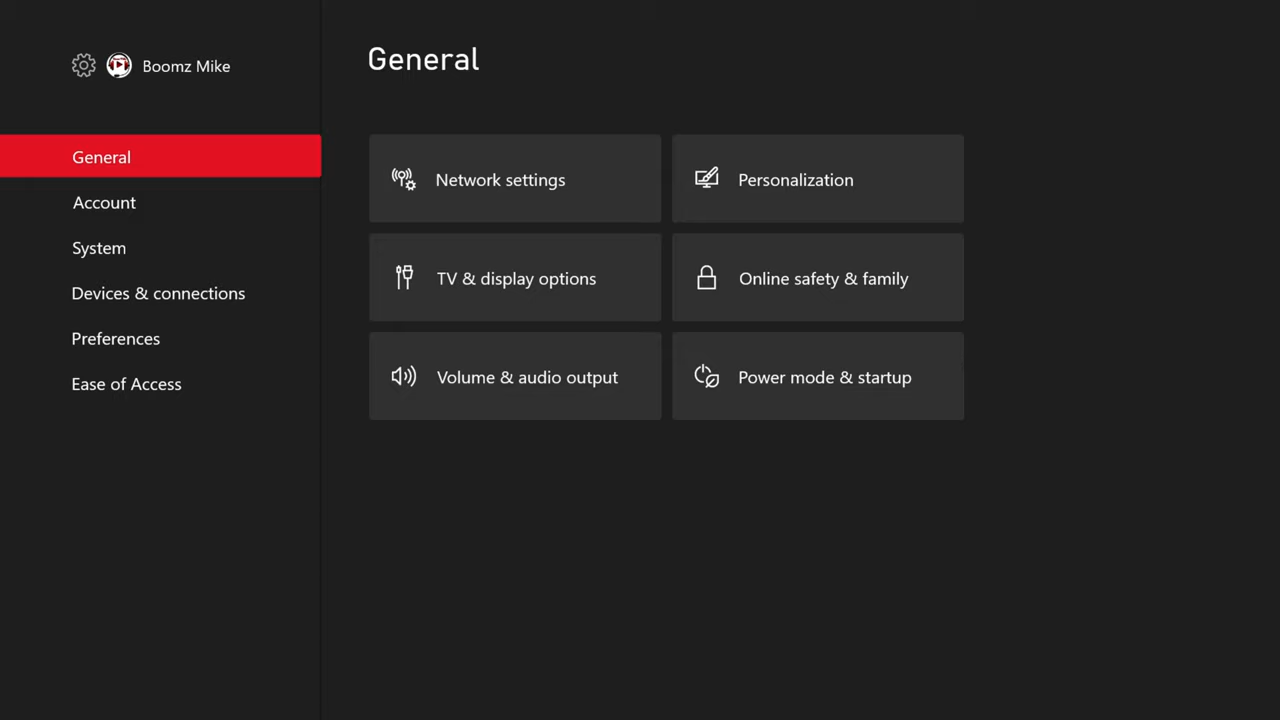 Boomz Mike
General
Account
System
Devices & connections
Preferences
Ease of Access
General
Network settings
Personalization
TV & display options
Online safety & family
Volume & audio output
Power mode & startup